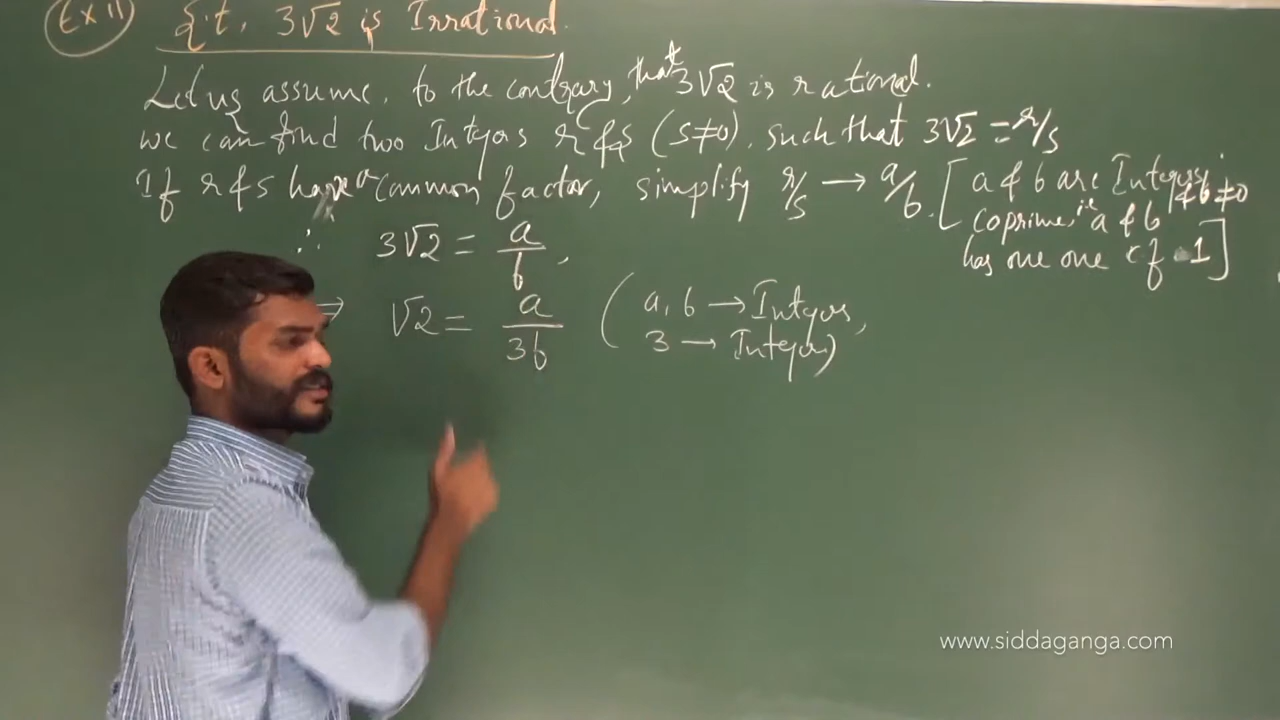 Ex 11 S.t. 3√2 is Irrational.
Let us assume, to the contrary, that 3√2 is rational.
we can find two Integers r & s (s≠0), such that 3√2 = r/s
If r & s have a common factor, simplify r/s → a/b. [a & b are Integers, & b≠0
coprime, ie a & b
has one one cf 1]
∴ 3√2 = a/b,
⇒ √2 = a/3b (a, b → Integers,
3 → Integer)
www.siddaganga.com